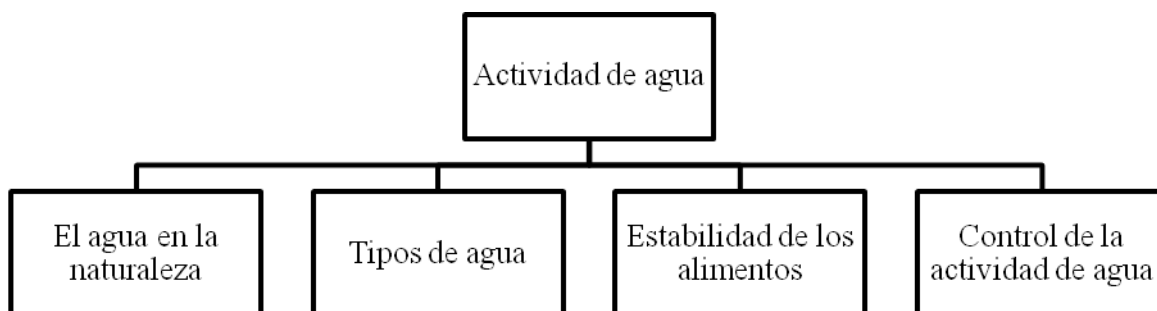 Actividad de agua
El agua en la
naturaleza
Tipos de agua
Estabilidad de los
alimentos
Control de la
actividad de agua